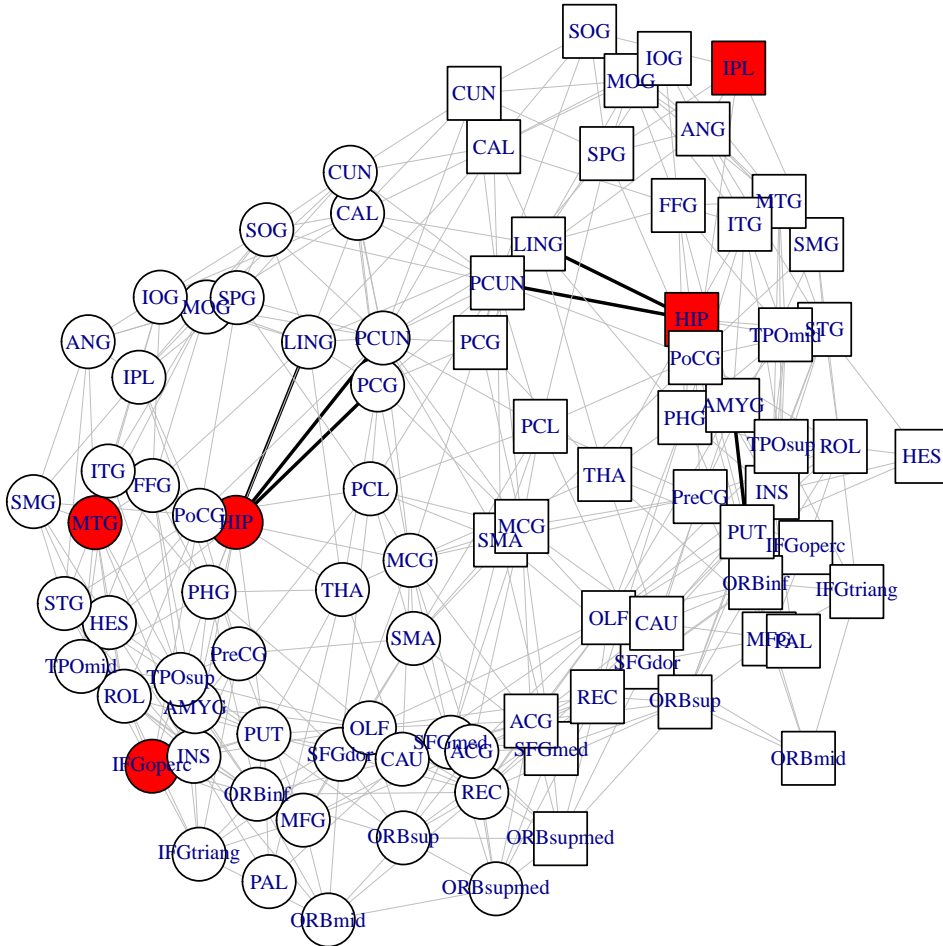 SOG
IOG
IPL
MOG
CUN
ANG
CAL
SPG
CUN
FFG
MTG
CAL
ITG
SOG
LING
SMG
PCUN
IOG
SPG
MOG
HIP
STG
TPOmid
ANG
LING
PCUN
PCG
PoCG
IPL
PCG
AMYG
PHG
PCL
TPOsup
ROL
HES
ITG
FFG
PCL
THA
SMG
PreCG
INS
MTG
PoCG
HIP
MCG
SMA
PUT
IFGoperc
MCG
THA
ORBinf
IFGtriang
STG
PHG
HES
OLF
CAU
SMA
MFG
PAL
TPOmid
PreCG
SFGdor
TPOsup
ROL
AMYG
REC
ORBsup
ACG
OLF
PUT
SFGmed
SFGmed
ACG
IFGoperc
INS
SFGdor
CAU
ORBmid
ORBinf
REC
MFG
ORBsup
ORBsupmed
IFGtriang
PAL
ORBsupmed
ORBmid